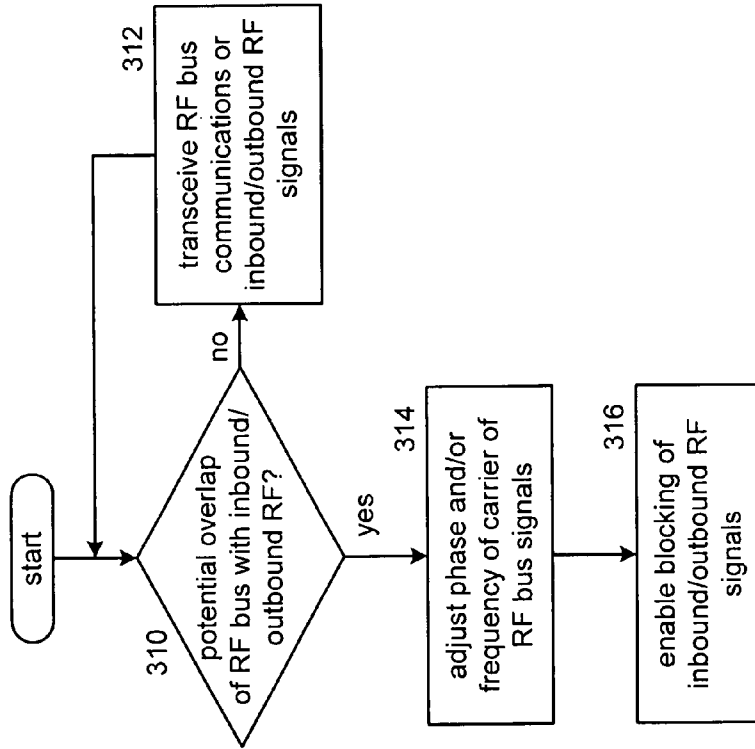 start
310
potential overlap
of RF bus with inbound/
outbound RF?
no
312
transceive RF bus
communications or
inbound/outbound RF
signals
yes
314
adjust phase and/or
frequency of carrier of
RF bus signals
316
enable blocking of
inbound/outbound RF
signals